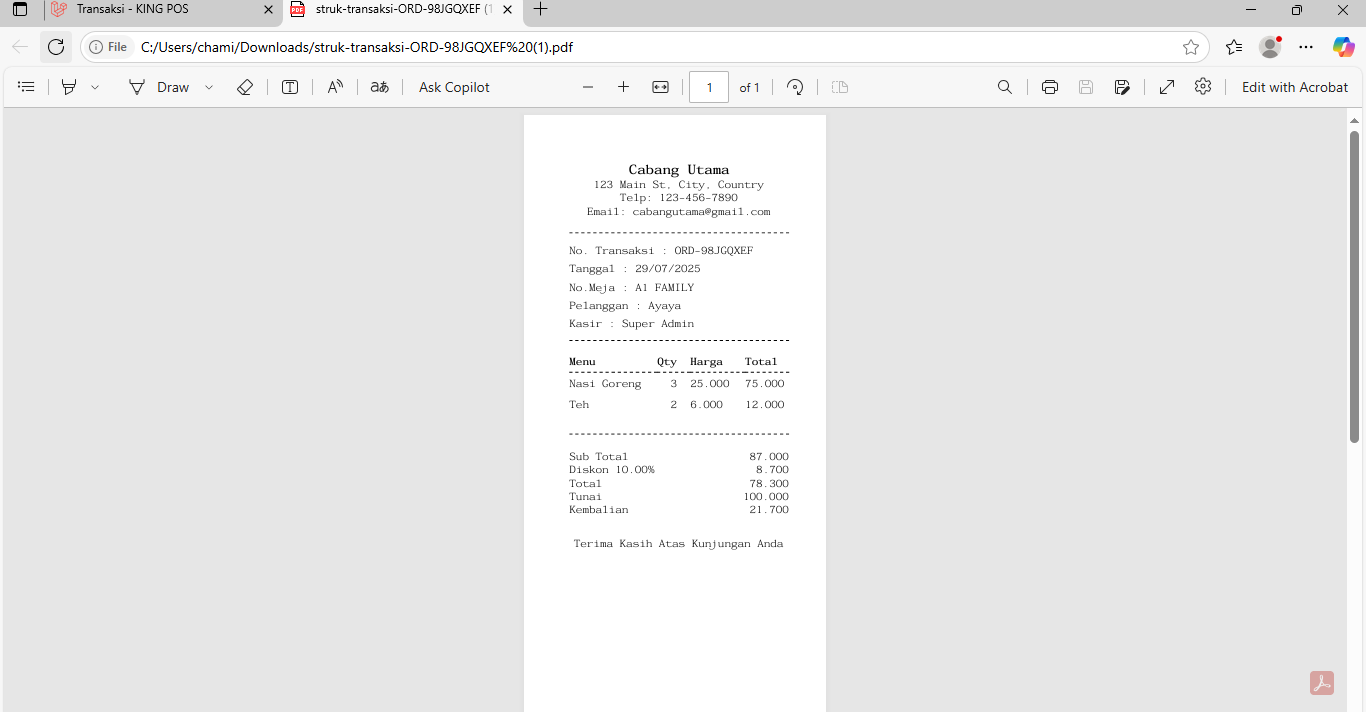 Transaksi - KING POS
struk-transaksi-ORD-98JGQXEF (1
File
C:/Users/chami/Downloads/struk-transaksi-ORD-98JGQXEF%20(1).pdf
Draw
Ask Copilot
1
of 1
Edit with Acrobat
Cabang Utama
123 Main St, City, Country
Telp: 123-456-7890
Email: cabangutama@gmail.com
No. Transaksi : ORD-98JGQXEF
Tanggal : 29/07/2025
No.Meja : A1 FAMILY
Pelanggan : Ayaya
Kasir : Super Admin
Menu Qty Harga Total
Nasi Goreng 3 25.000 75.000
Teh 2 6.000 12.000
Sub Total 87.000
Diskon 10.00% 8.700
Total 78.300
Tunai 100.000
Kembalian 21.700
Terima Kasih Atas Kunjungan Anda